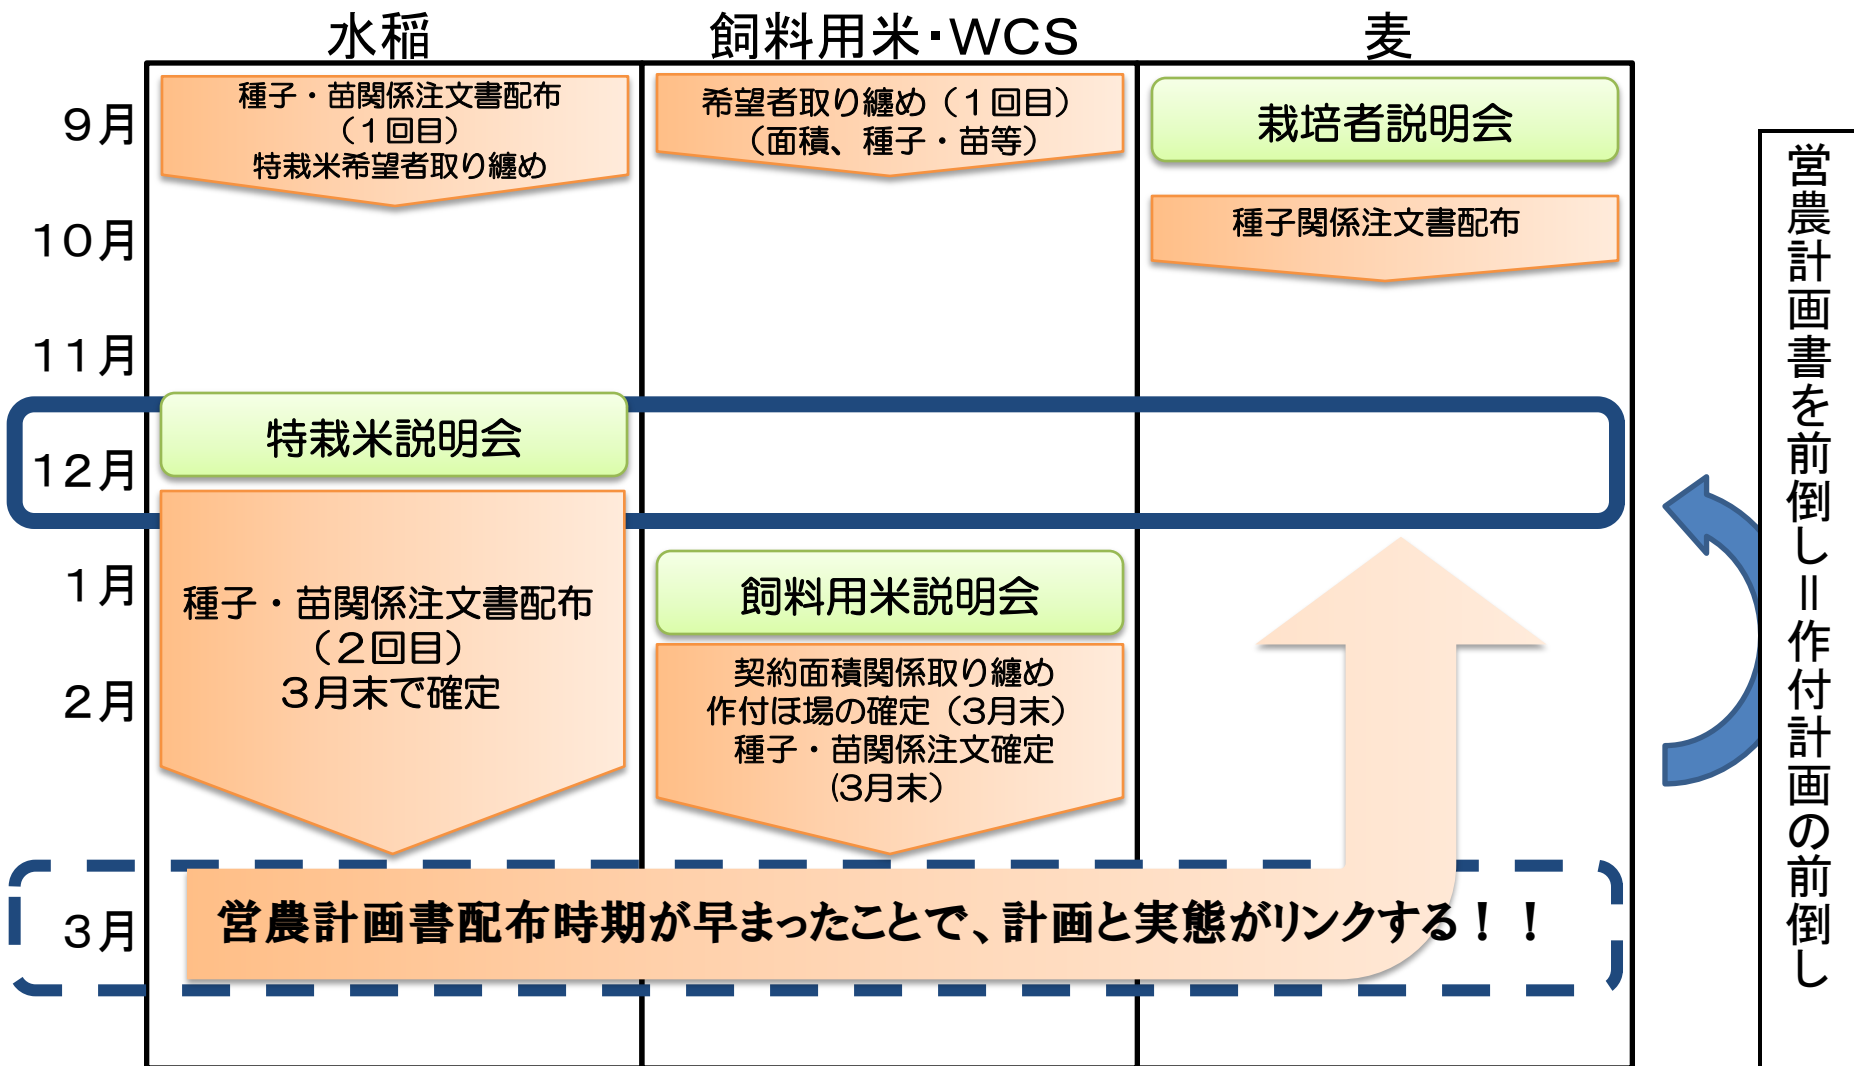 水稲
飼料用米・WCS
麦
9月
種子・苗関係注文書配布
（１回目）
特栽米希望者取り纏め
希望者取り纏め（１回目）
（面積、種子・苗等）
栽培者説明会
10月
種子関係注文書配布
11月
12月
特栽米説明会
1月
種子・苗関係注文書配布
（２回目）
３月末で確定
飼料用米説明会
2月
契約面積関係取り纏め
作付ほ場の確定（3月末）
種子・苗関係注文確定
(3月末）
3月
営農計画書配布時期が早まったことで、計画と実態がリンクする！！
営農計画書を前倒し＝作付計画の前倒し